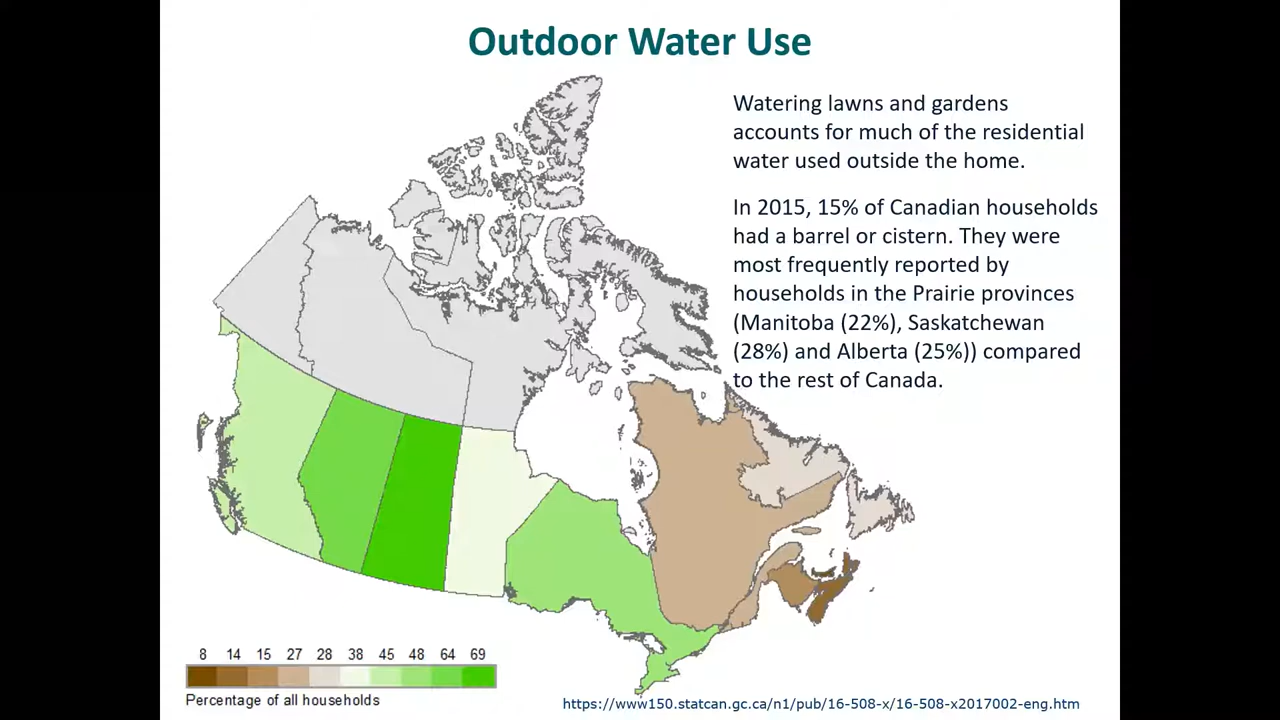 Outdoor Water Use
Watering lawns and gardens
accounts for much of the residential
water used outside the home.
In 2015, 15% of Canadian households
had a barrel or cistern. They were
most frequently reported by
households in the Prairie provinces
(Manitoba (22%), Saskatchewan
(28%) and Alberta (25%)) compared
to the rest of Canada.
8 14 15 27 28 38 45 48 64 69
Percentage of all households
https://www150.statcan.gc.ca/n1/pub/16-508-x/16-508-x2017002-eng.htm